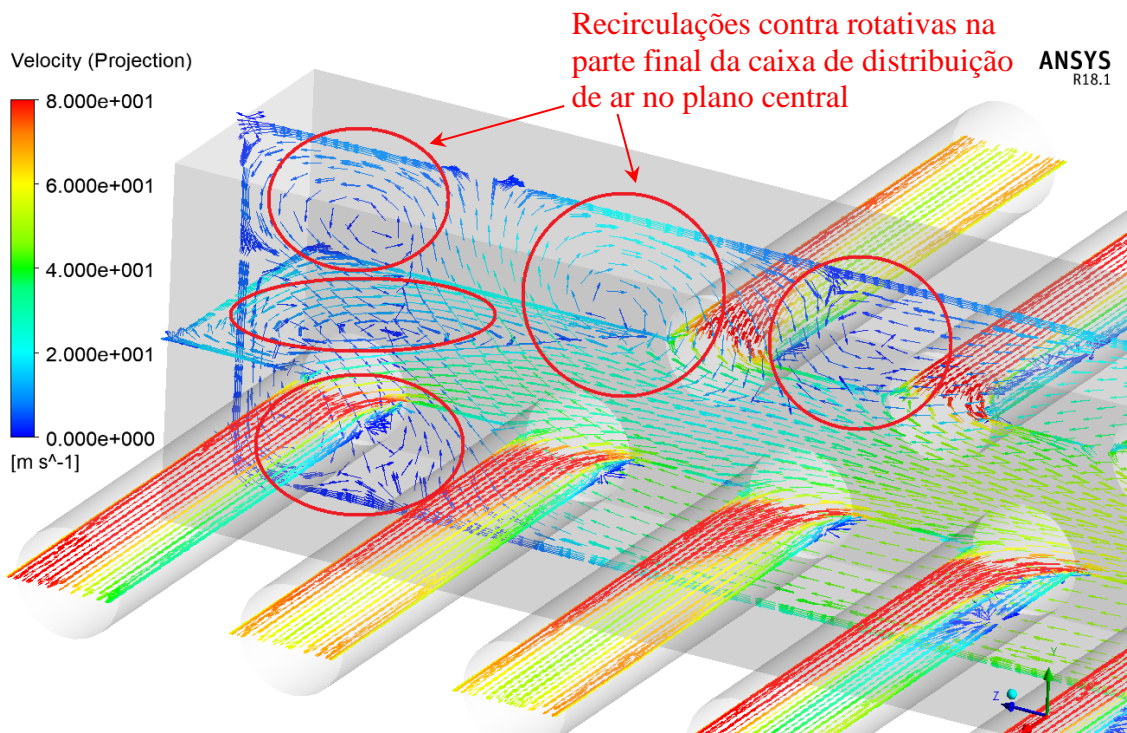 Recirculações contra rotativas na
parte final da caixa de distribuição
de ar no plano central
ANSYS
R18.1
Velocity (Projection)
8.000e+001
6.000e+001
4.000e+001
2.000e+001
0.000e+000
[m s^-1]
Y
Z